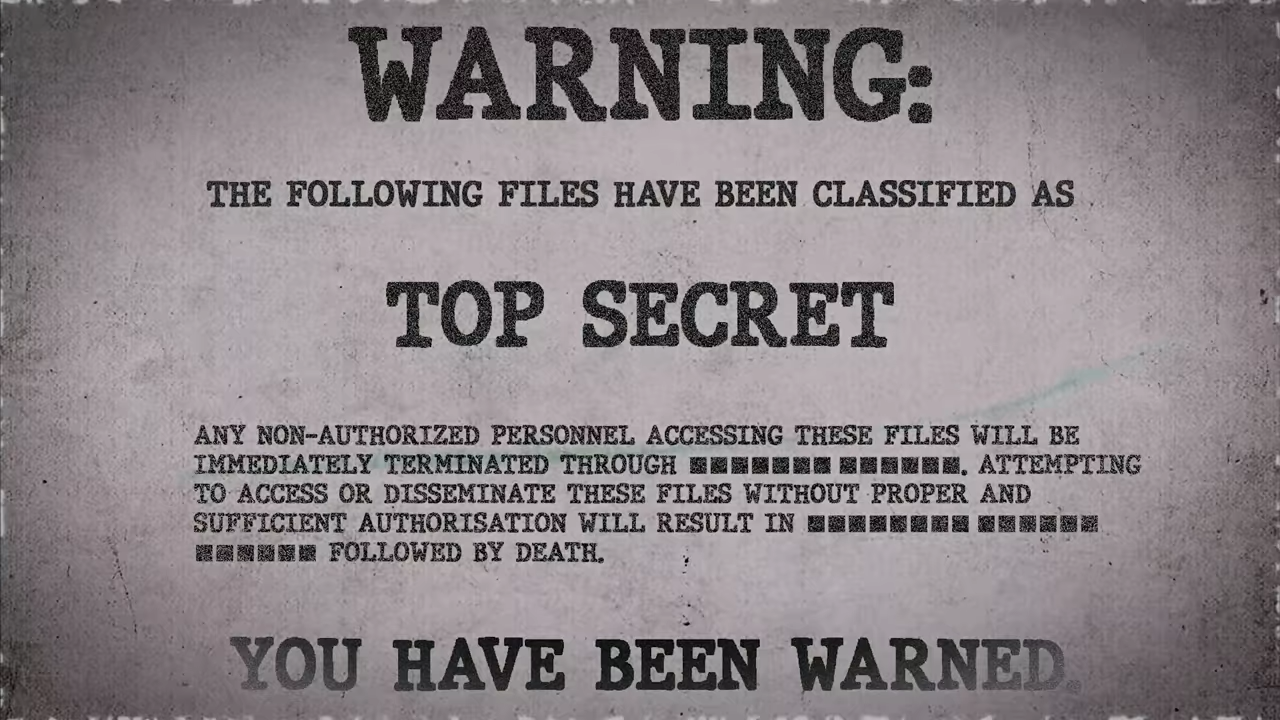 WARNING:
THE FOLLOWING FILES HAVE BEEN CLASSIFIED AS
TOP SECRET
ANY NON-AUTHORIZED PERSONNEL ACCESSING THESE FILES WILL BE
IMMEDIATELY TERMINATED THROUGH ■■■■■■■ ■■■■■■. ATTEMPTING
TO ACCESS OR DISSEMINATE THESE FILES WITHOUT PROPER AND
SUFFICIENT AUTHORISATION WILL RESULT IN ■■■■■■■■ ■■■■■■
■■■■■■ FOLLOWED BY DEATH.
YOU HAVE BEEN WARNED.